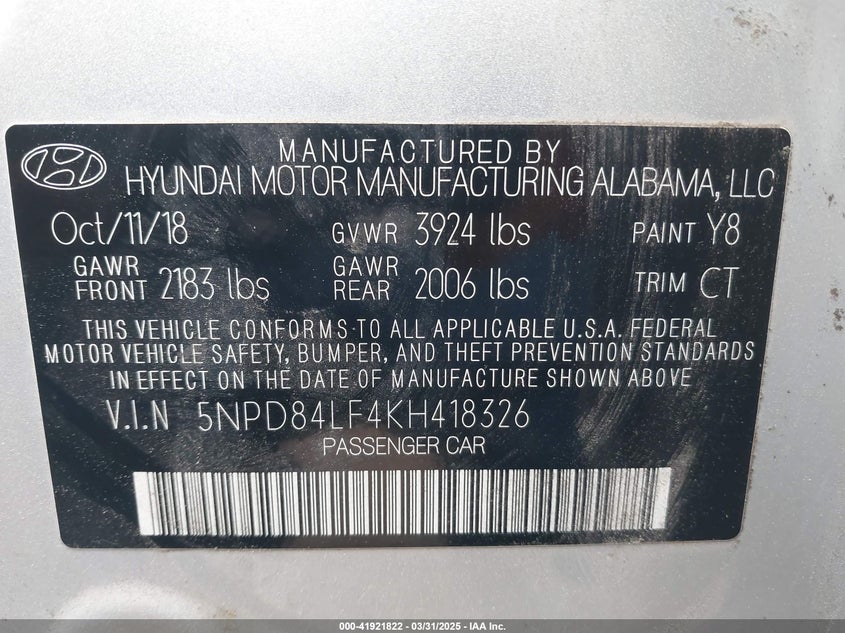 MANUFACTURED BY
HYUNDAI MOTOR MANUFACTURING ALABAMA, LLC
Oct/11/18 GVWR 3924 lbs PAINT Y8
GAWR FRONT 2183 lbs GAWR REAR 2006 lbs TRIM CT
THIS VEHICLE CONFORMS TO ALL APPLICABLE U.S.A. FEDERAL
MOTOR VEHICLE SAFETY, BUMPER, AND THEFT PREVENTION STANDARDS
IN EFFECT ON THE DATE OF MANUFACTURE SHOWN ABOVE
V.I.N 5NPD84LF4KH418326
PASSENGER CAR
000-41921822 — 03/31/2025 — IAA Inc.